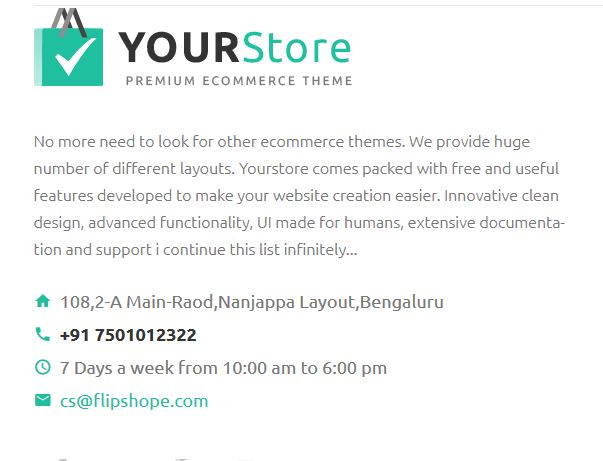 YOURStore
PREMIUM ECOMMERCE THEME
No more need to look for other ecommerce themes. We provide huge
number of different layouts. Yourstore comes packed with free and useful
features developed to make your website creation easier. Innovative clean
design, advanced functionality, UI made for humans, extensive documenta-
tion and support i continue this list infinitely...
108,2-A Main-Raod,Nanjappa Layout,Bengaluru
+91 7501012322
7 Days a week from 10:00 am to 6:00 pm
cs@flipshope.com